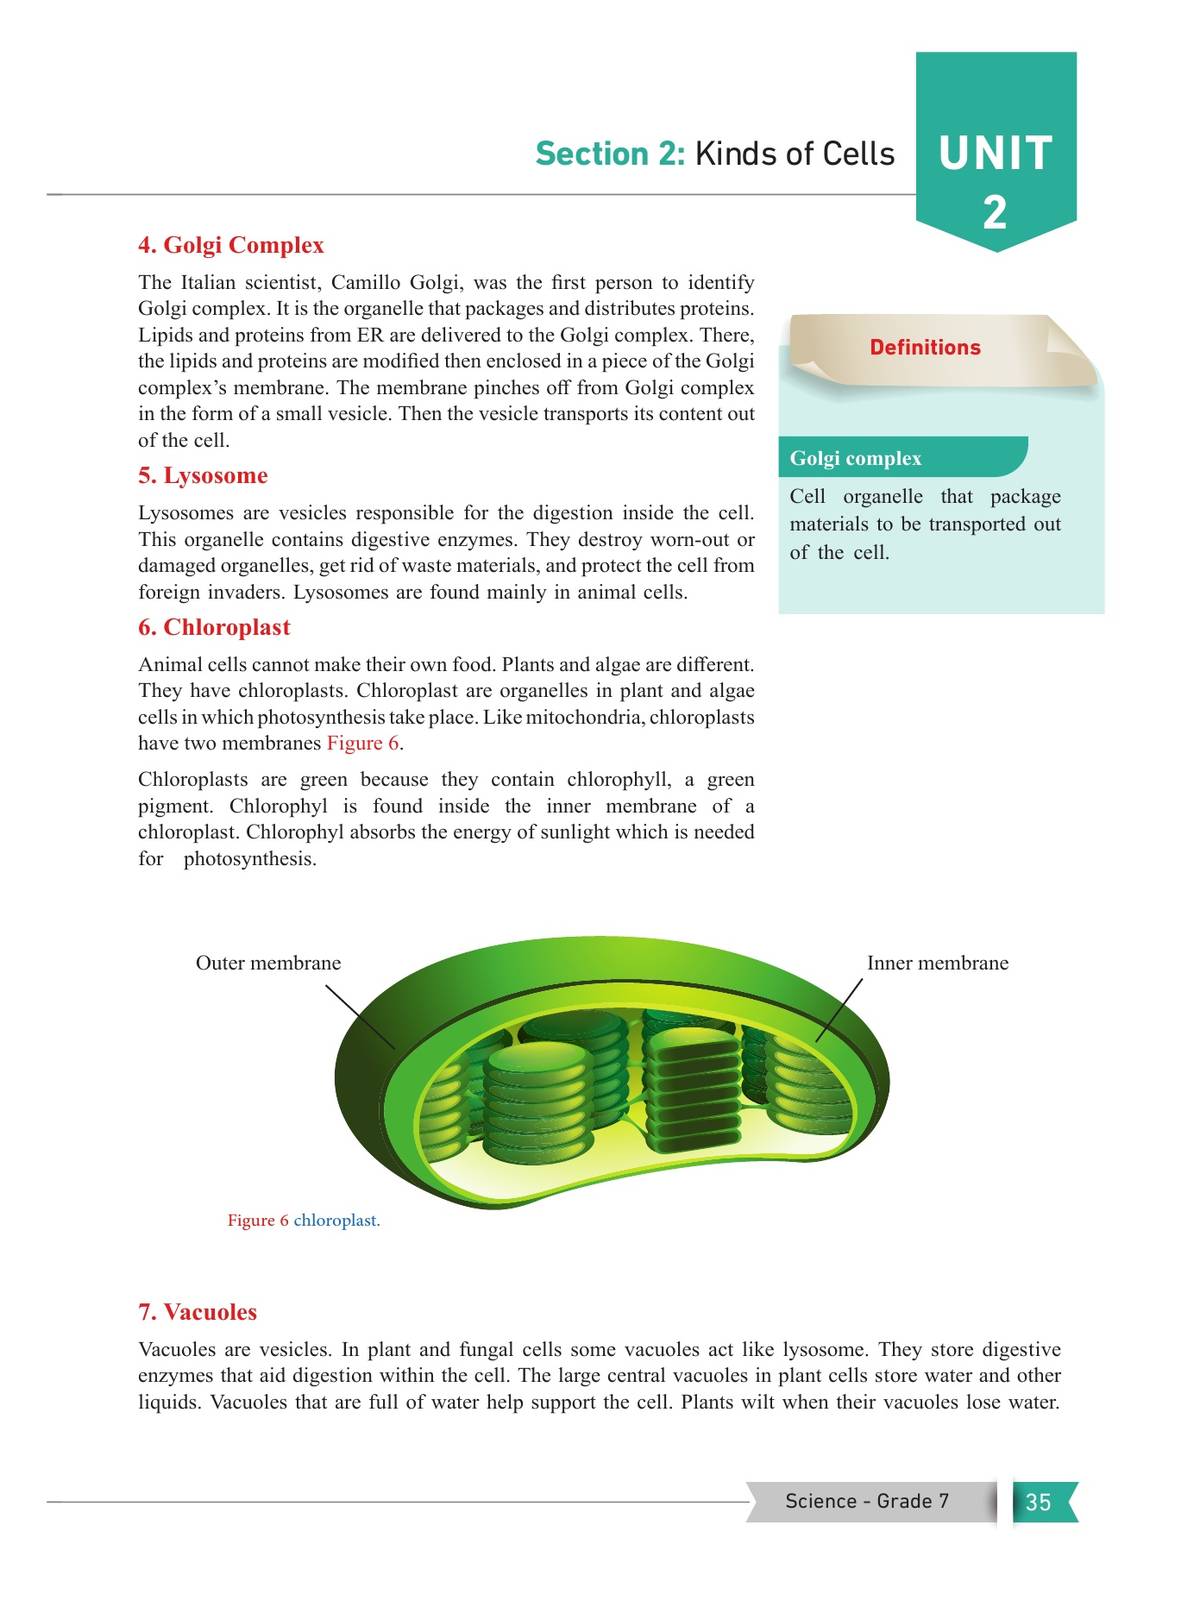 Section 2: Kinds of Cells
UNIT
2
4. Golgi Complex
The Italian scientist, Camillo Golgi, was the first person to identify
Golgi complex. It is the organelle that packages and distributes proteins.
Lipids and proteins from ER are delivered to the Golgi complex. There,
the lipids and proteins are modified then enclosed in a piece of the Golgi
complex’s membrane. The membrane pinches off from Golgi complex
in the form of a small vesicle. Then the vesicle transports its content out
of the cell.
5. Lysosome
Lysosomes are vesicles responsible for the digestion inside the cell.
This organelle contains digestive enzymes. They destroy worn-out or
damaged organelles, get rid of waste materials, and protect the cell from
foreign invaders. Lysosomes are found mainly in animal cells.
6. Chloroplast
Animal cells cannot make their own food. Plants and algae are different.
They have chloroplasts. Chloroplast are organelles in plant and algae
cells in which photosynthesis take place. Like mitochondria, chloroplasts
have two membranes Figure 6.
Chloroplasts are green because they contain chlorophyll, a green
pigment. Chlorophyl is found inside the inner membrane of a
chloroplast. Chlorophyl absorbs the energy of sunlight which is needed
for photosynthesis.
Definitions
Golgi complex
Cell organelle that package
materials to be transported out
of the cell.
Outer membrane
Inner membrane
Figure 6 chloroplast.
7. Vacuoles
Vacuoles are vesicles. In plant and fungal cells some vacuoles act like lysosome. They store digestive
enzymes that aid digestion within the cell. The large central vacuoles in plant cells store water and other
liquids. Vacuoles that are full of water help support the cell. Plants wilt when their vacuoles lose water.
Science - Grade 7
35